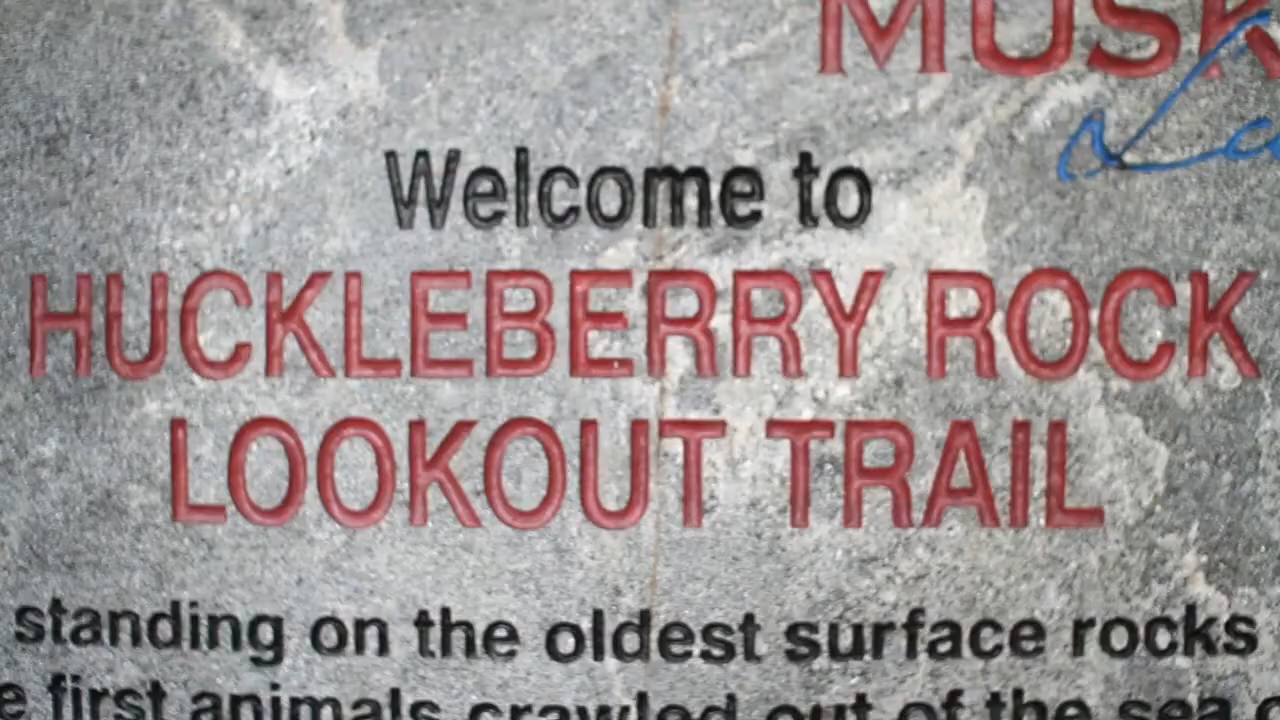 MUSK
Welcome to
HUCKLEBERRY ROCK
LOOKOUT TRAIL
standing on the oldest surface rocks
first animals crawled out of the sea